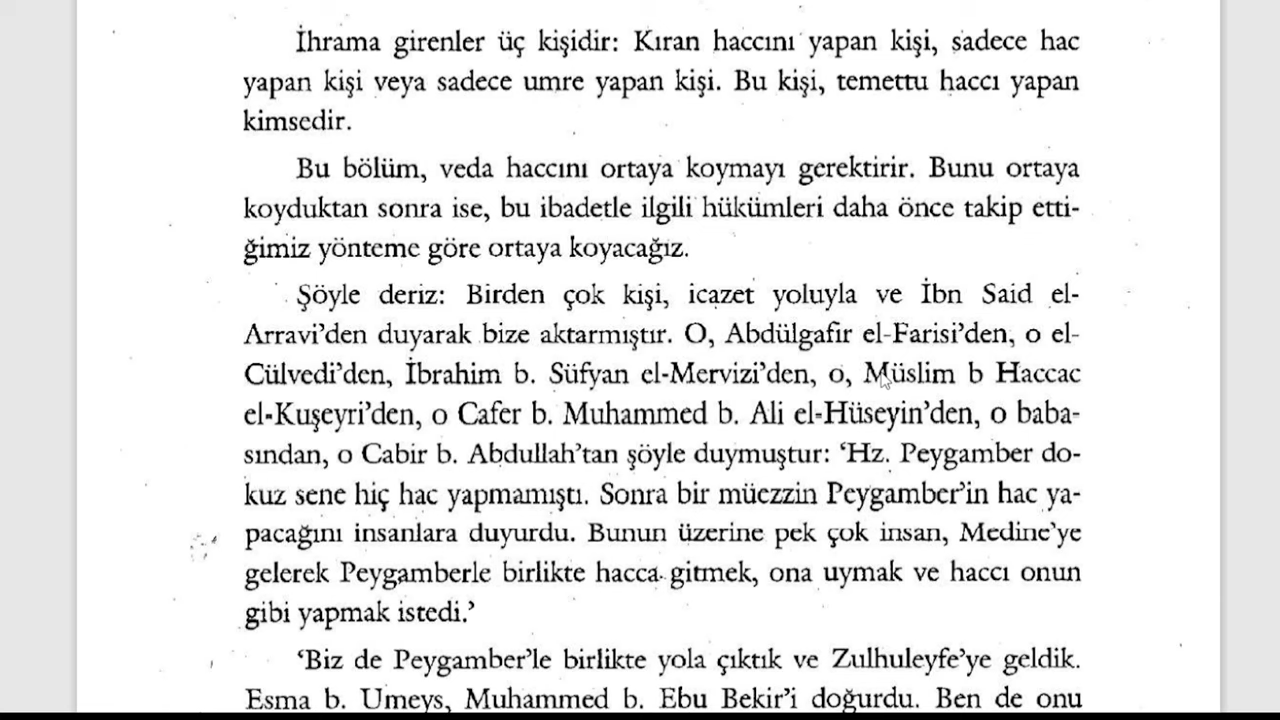 İhrama girenler üç kişidir: Kıran haccını yapan kişi, sadece hac
yapan kişi veya sadece umre yapan kişi. Bu kişi, temettu haccı yapan
kimsedir.
Bu bölüm, veda haccını ortaya koymayı gerektirir. Bunu ortaya
koyduktan sonra ise, bu ibadetle ilgili hükümleri daha önce takip etti-
ğimiz yönteme göre ortaya koyacağız.
Şöyle deriz: Birden çok kişi, icazet yoluyla ve İbn Said el-
Arravi’den duyarak bize aktarmıştır. O, Abdülgafir el-Farisi’den, o el-
Cülvedi’den, İbrahim b. Süfyan el-Mervizi’den, o, Müslim b Haccac
el-Kuşeyri’den, o Cafer b. Muhammed b. Ali el-Hüseyin’den, o baba-
sından, o Cabir b. Abdullah’tan şöyle duymuştur: ‘Hz. Peygamber do-
kuz sene hiç hac yapmamıştı. Sonra bir müezzin Peygamber’in hac ya-
pacağını insanlara duyurdu. Bunun üzerine pek çok insan, Medine’ye
gelerek Peygamberle birlikte hacca gitmek, ona uymak ve haccı onun
gibi yapmak istedi.’
‘Biz de Peygamber’le birlikte yola çıktık ve Zulhuleyfe’ye geldik.
Esma b. Umeys, Muhammed b. Ebu Bekir’i doğurdu. Ben de onu